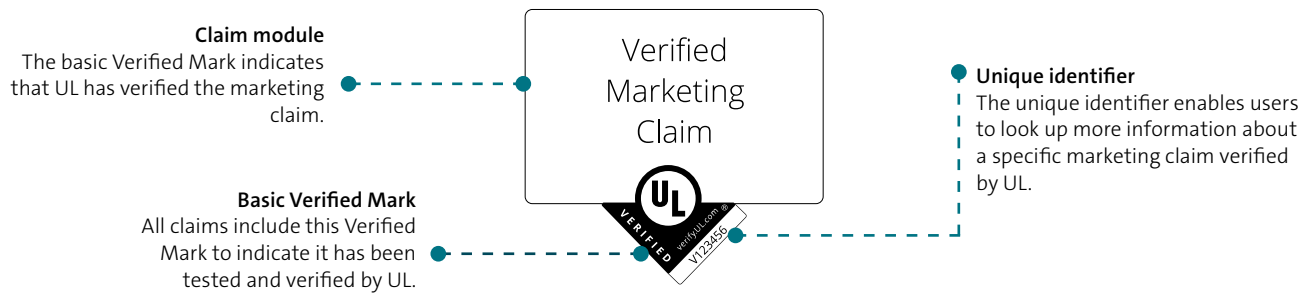 Claim module
The basic Verified Mark indicates
that UL has verified the marketing
claim.
Basic Verified Mark
All claims include this Verified
Mark to indicate it has been
tested and verified by UL.
Verified
Marketing
Claim
UL
VERIFIED
verify.UL.com ®
V123456
Unique identifier
The unique identifier enables users
to look up more information about
a specific marketing claim verified
by UL.